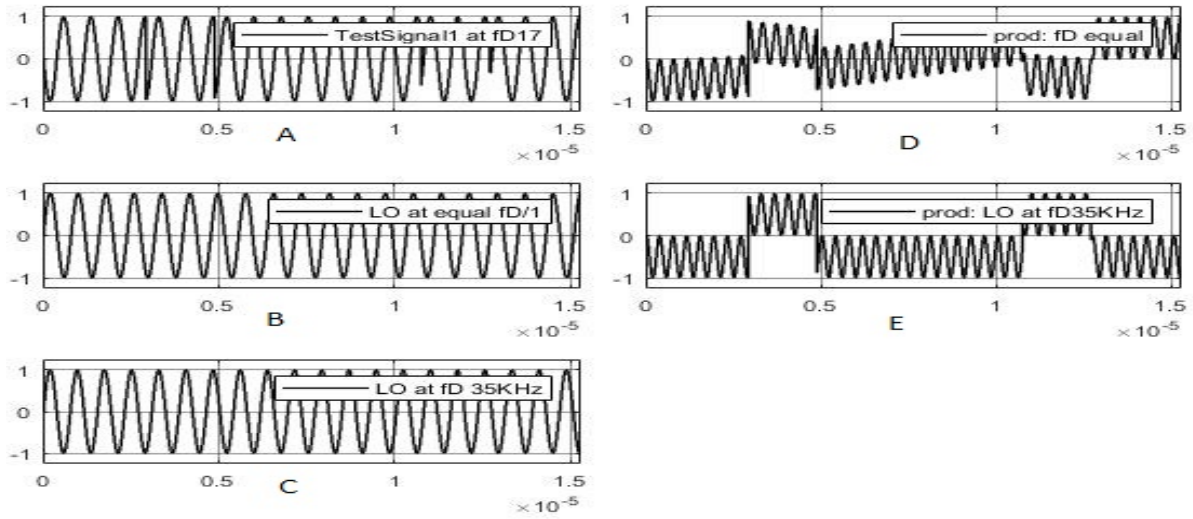 1
TestSignal1 at fD17
0
-1
0 0.5 1 1.5
A
×10-5
1
prod: fD equal
0
-1
0 0.5 1 1.5
D
×10-5
1
LO at equal fD/1
0
-1
0 0.5 1 1.5
B
×10-5
1
prod: LO at fD35KHz
0
-1
0 0.5 1 1.5
E
×10-5
1
LO at fD 35KHz
0
-1
0 0.5 1 1.5
C
×10-5